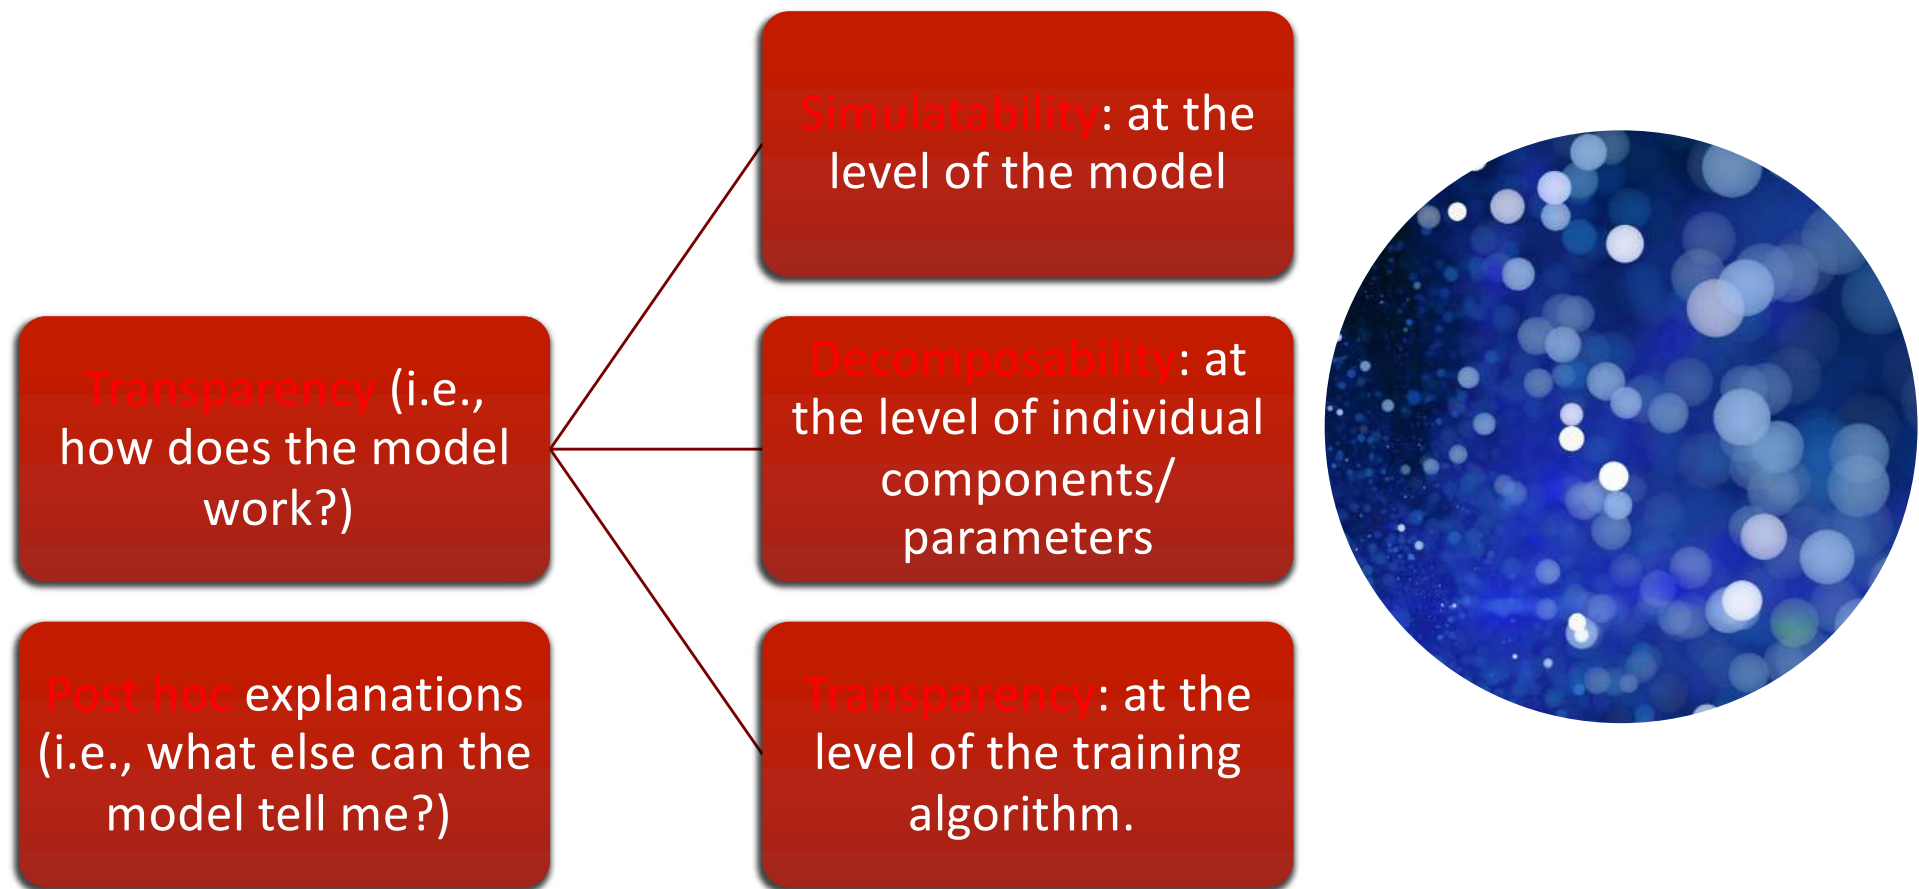 Simulatability: at the
level of the model
Transparency (i.e.,
how does the model
work?)
Decomposability: at
the level of individual
components/
parameters
Post hoc explanations
(i.e., what else can the
model tell me?)
Transparency: at the
level of the training
algorithm.